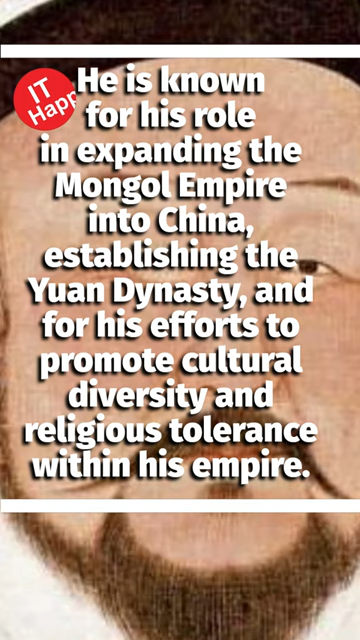 IT
Happ
He is known
for his role
in expanding the
Mongol Empire
into China,
establishing the
Yuan Dynasty, and
for his efforts to
promote cultural
diversity and
religious tolerance
within his empire.